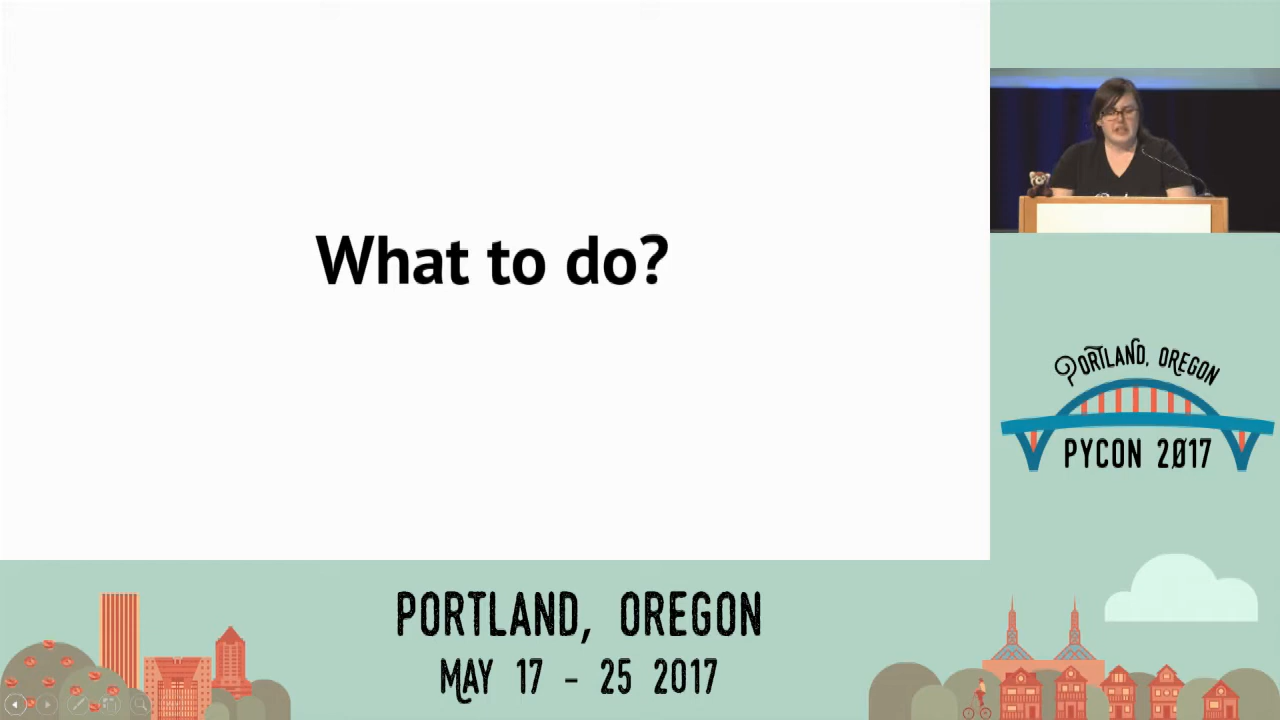 What to do?
PORTLAND, OREGON
PYCON 2017
PORTLAND, OREGON
MAY 17 - 25 2017